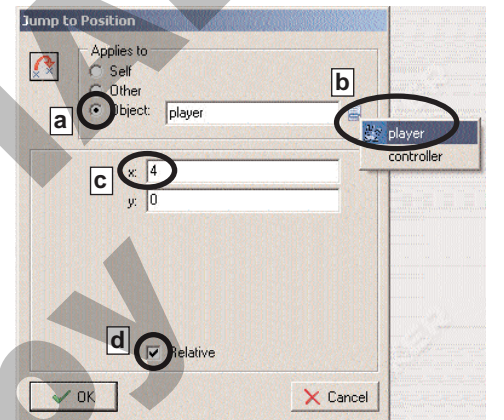 Jump to Position
Applies to
Self
Other
b
a
Object:
player
player
controller
c
x:
4
y:
0
d
Relative
OK
Cancel